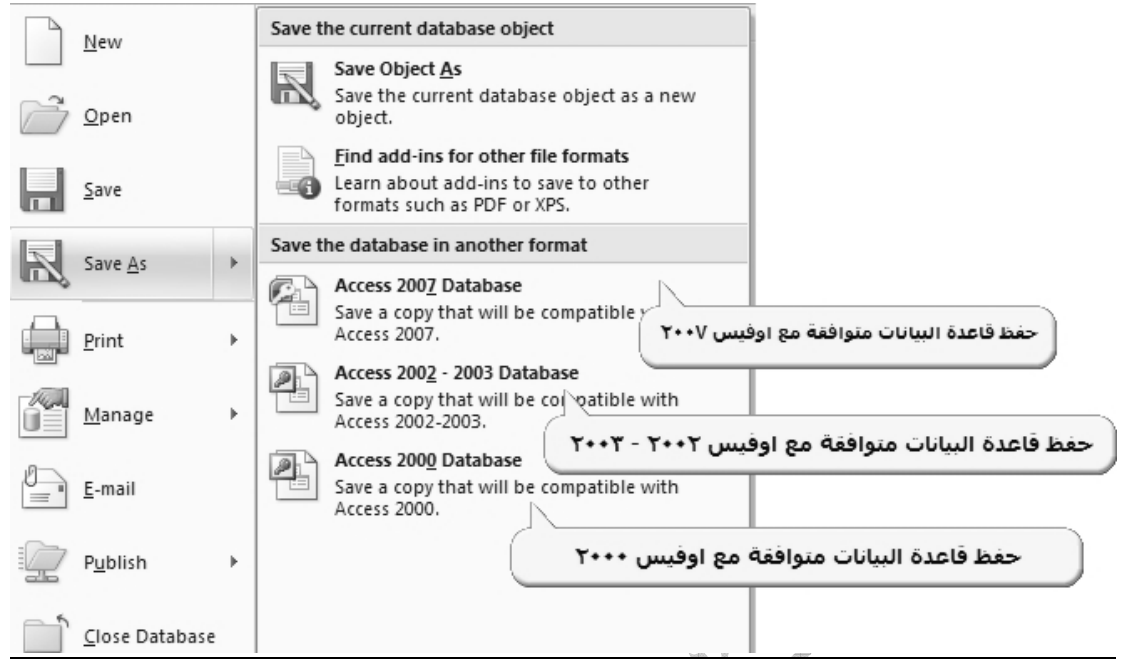 New
Open
Save
Save As
Print
Manage
E-mail
Publish
Close Database
Save the current database object
Save Object As
Save the current database object as a new
object.
Find add-ins for other file formats
Learn about add-ins to save to other
formats such as PDF or XPS.
Save the database in another format
Access 2007 Database
Save a copy that will be compatible
Access 2007.
حفظ قاعدة البيانات متوافقة مع اوفيس ٢٠٠٧
Access 2002 - 2003 Database
Save a copy that will be compatible with
Access 2002-2003.
حفظ قاعدة البيانات متوافقة مع اوفيس ٢٠٠٢ - ٢٠٠٣
Access 2000 Database
Save a copy that will be compatible with
Access 2000.
حفظ قاعدة البيانات متوافقة مع اوفيس ٢٠٠٠